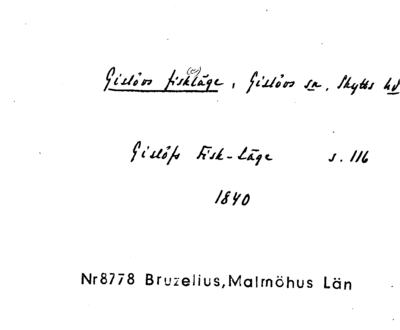 Gislövs fiskläge, Gislövs sn, Skytts hd
Gislöfs Fisk-Läge s. 116
1840
Nr8778 Bruzelius,Malmöhus Län